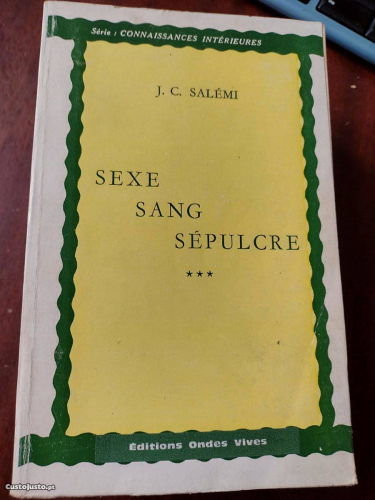 Série : CONNAISSANCES INTÉRIEURES
J. C. SALÉMI
SEXE
SANG
SÉPULCRE
***
Éditions Ondes Vives
Custojusto.pt